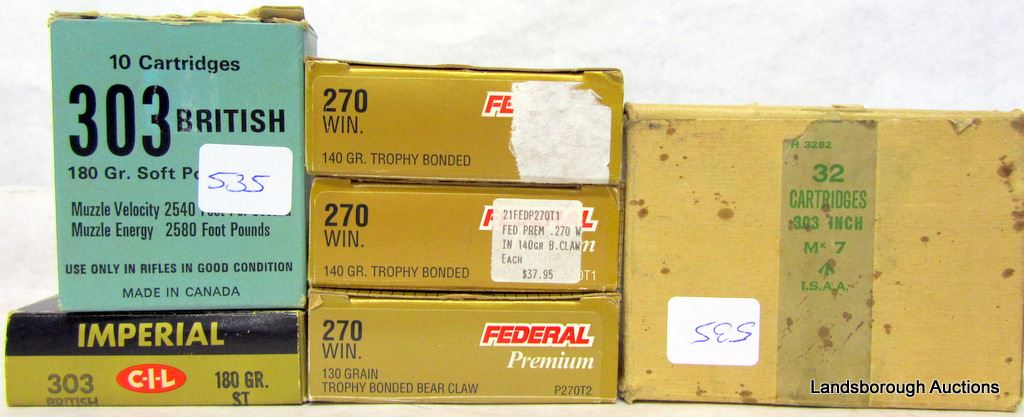 10 Cartridges
303 BRITISH
180 Gr. Soft
535
Muzzle Velocity 2540
Muzzle Energy 2580 Foot Pounds
USE ONLY IN RIFLES IN GOOD CONDITION
MADE IN CANADA
IMPERIAL
C-I-L
303
BRITISH
180 GR.
ST
270
WIN.
140 GR. TROPHY BONDED
FE
270
WIN.
140 GR. TROPHY BONDED
21FEDP270T1
FED PREM .270 W
IN 140GR B.CLAW
EACH
$37.95
270
WIN.
130 GRAIN
TROPHY BONDED BEAR CLAW
FEDERAL
Premium
P270T2
H 3282
32
CARTRIDGES
303 INCH
MK 7
I.S.A.A.
535
Landsborough Auctions